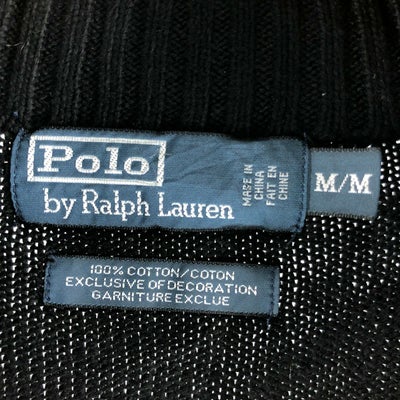 Polo
by Ralph Lauren
MADE IN
CHINA
FAIT EN
CHINE
M/M
100% COTTON/COTON
EXCLUSIVE OF DECORATION
GARNITURE EXCLUE